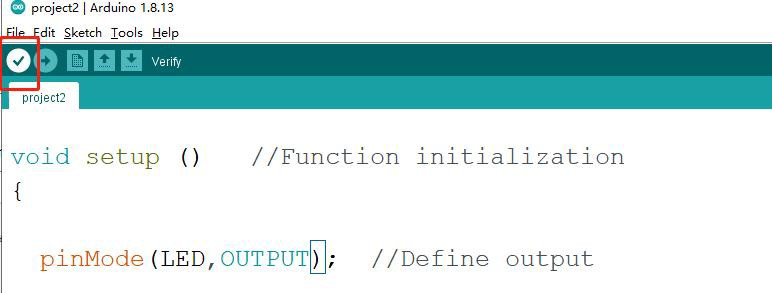 project2 | Arduino 1.8.13
File Edit Sketch Tools Help
Verify
project2
void setup ()   //Function initialization
{
pinMode(LED,OUTPUT);  //Define output